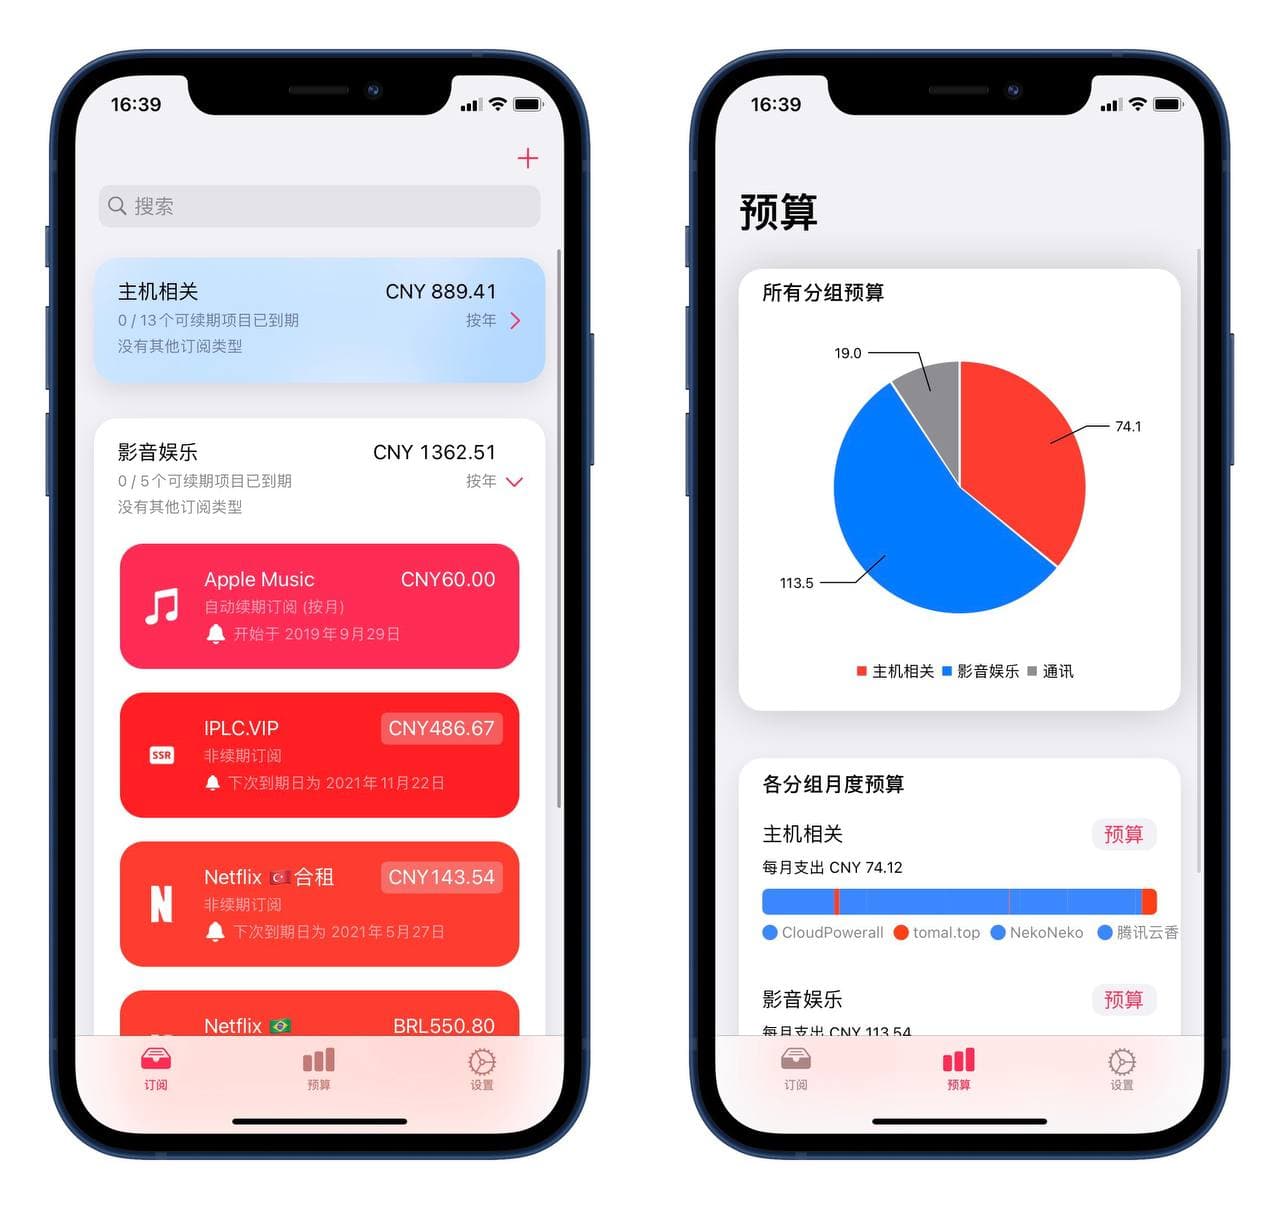 16:39
搜索
主机相关
CNY 889.41
0 / 13个可续期项目已到期
按年
没有其他订阅类型
影音娱乐
CNY 1362.51
0 / 5个可续期项目已到期
按年
没有其他订阅类型
Apple Music
CNY60.00
自动续期订阅 (按月)
开始于 2019年9月29日
SSR
IPLC.VIP
CNY486.67
非续期订阅
下次到期日为 2021年11月22日
N
Netflix 🇹🇷合租
CNY143.54
非续期订阅
下次到期日为 2021年5月27日
Netflix 🇧🇷
BRL550.80
订阅
预算
设置
16:39
预算
所有分组预算
19.0
74.1
113.5
主机相关
影音娱乐
通讯
各分组月度预算
主机相关
预算
每月支出 CNY 74.12
CloudPowerall
tomal.top
NekoNeko
腾讯云香
影音娱乐
预算
每月支出 CNY 113.54
订阅
预算
设置